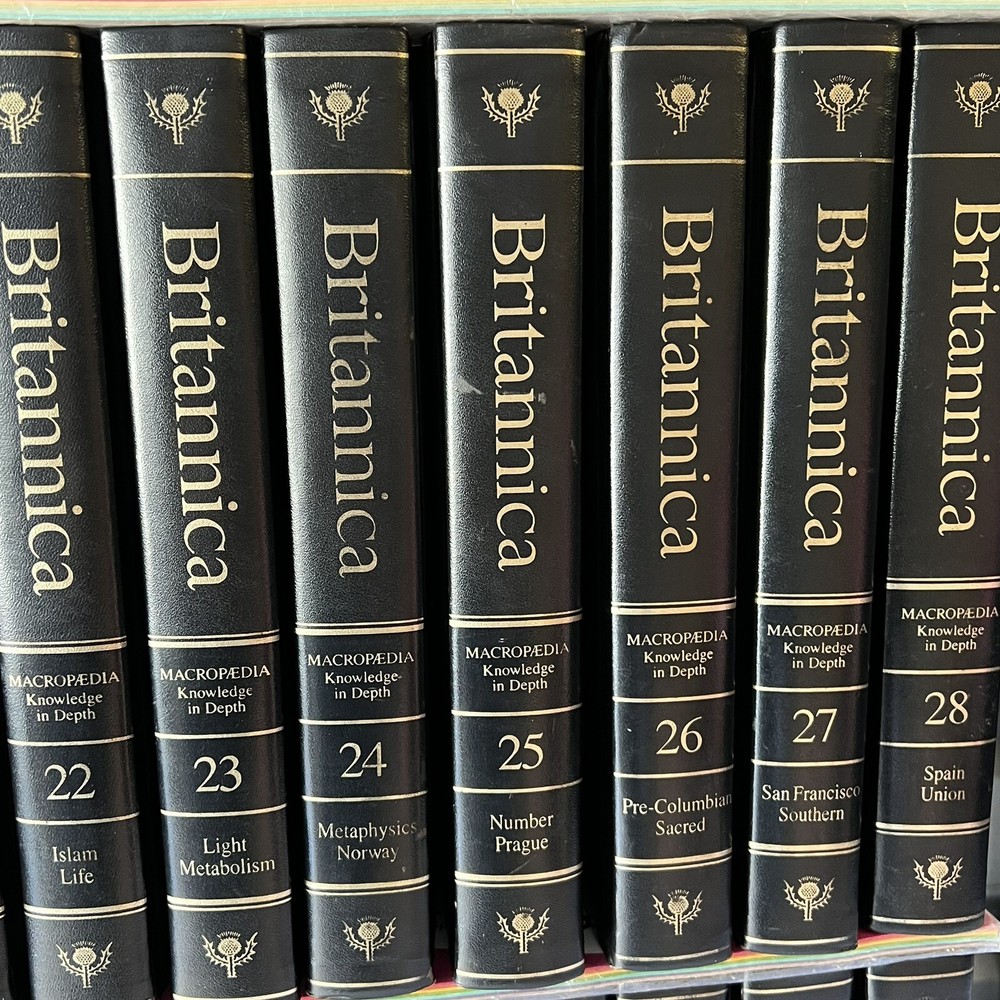 Britannica
MACROPÆDIA
Knowledge
in Depth
22
Islam
Life
Britannica
MACROPÆDIA
Knowledge
in Depth
23
Light
Metabolism
Britannica
MACROPÆDIA
Knowledge
in Depth
24
Metaphysics
Norway
Britannica
MACROPÆDIA
Knowledge
in Depth
25
Number
Prague
Britannica
MACROPÆDIA
Knowledge
in Depth
26
Pre-Columbian
Sacred
Britannica
MACROPÆDIA
Knowledge
in Depth
27
San Francisco
Southern
Britannica
MACROPÆDIA
Knowledge
in Depth
28
Spain
Union